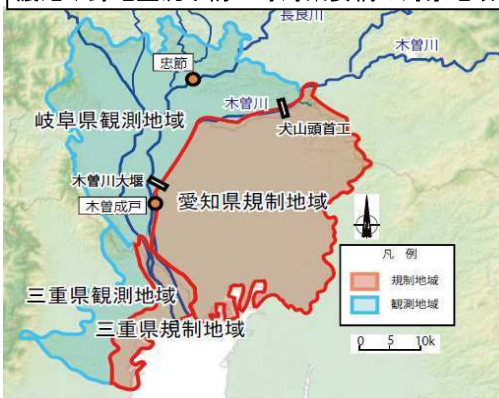 長良川
木曽川
忠節
木曽川
岐阜県観測地域
犬山頭首工
木曽川大堰
木曽成戸
愛知県規制地域
凡 例
規制地域
観測地域
三重県観測地域
三重県規制地域
0 5 10k